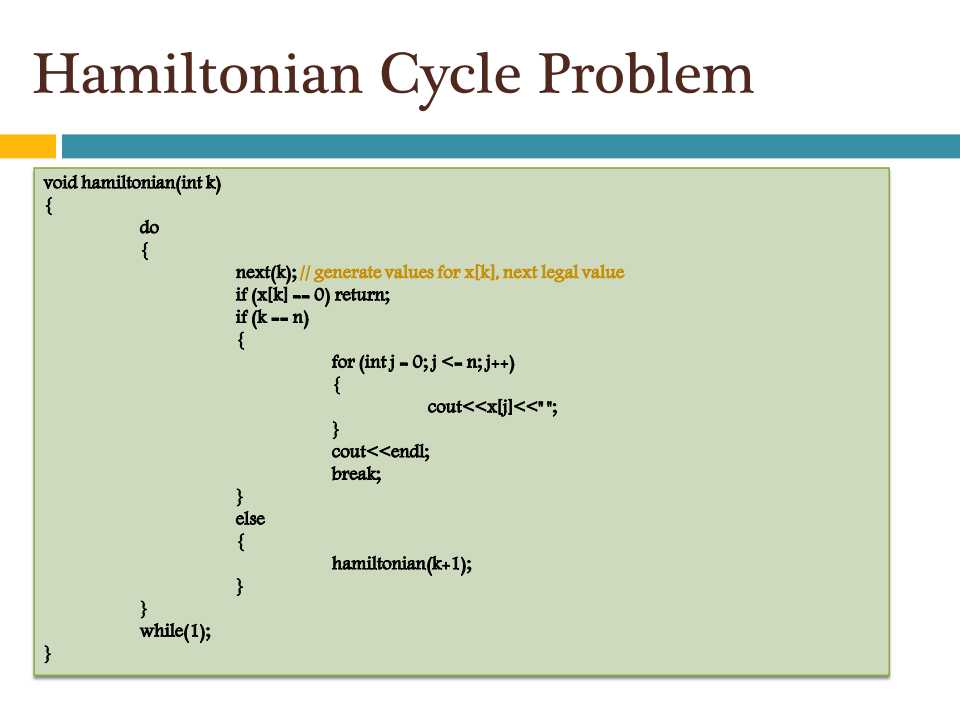 Hamiltonian Cycle Problem
void hamiltonian(int k)
{
do
{
next(k); // generate values for x[k], next legal value
if (x[k] == 0) return;
if (k == n)
{
for (int j = 0; j <= n; j++)
{
cout<<x[j]<<" ";
}
cout<<endl;
break;
}
else
{
hamiltonian(k+1);
}
}
while(1);
}